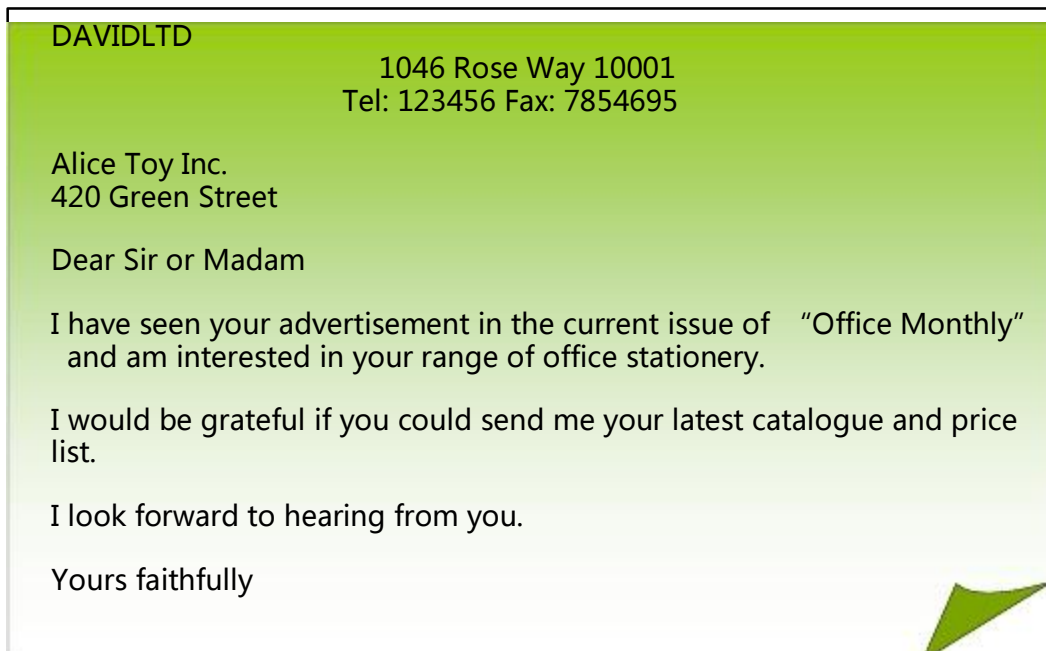 DAVIDLTD
1046 Rose Way 10001
Tel: 123456 Fax: 7854695
Alice Toy Inc.
420 Green Street
Dear Sir or Madam
I have seen your advertisement in the current issue of “Office Monthly”
and am interested in your range of office stationery.
I would be grateful if you could send me your latest catalogue and price
list.
I look forward to hearing from you.
Yours faithfully